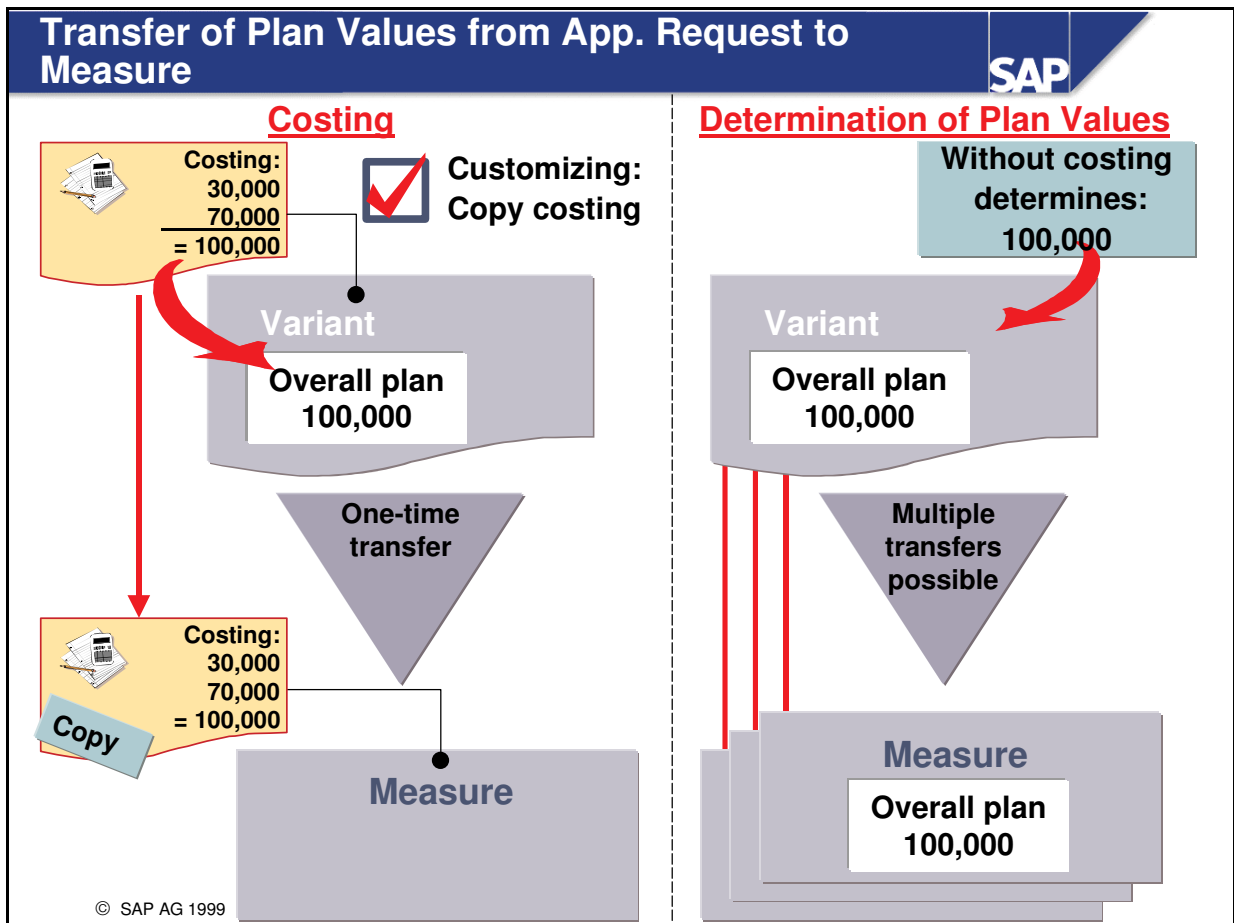 Transfer of Plan Values from App. Request to
Measure
SAP
Costing
Costing:
30,000
70,000
= 100,000
Customizing:
Copy costing
Variant
Overall plan
100,000
One-time
transfer
Costing:
30,000
70,000
= 100,000
Copy
Measure
Determination of Plan Values
Without costing
determines:
100,000
Variant
Overall plan
100,000
Multiple
transfers
possible
Measure
Overall plan
100,000
© SAP AG 1999